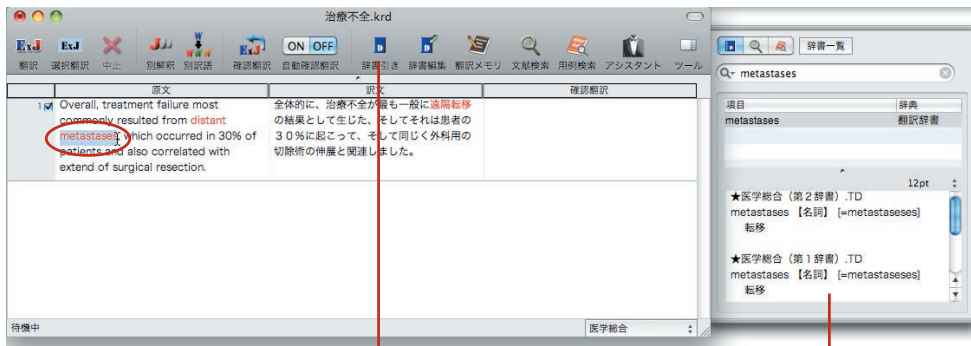 治療不全.krd
翻訳 選択翻訳 中止 別解釈 別訳語 確認翻訳 自動確認翻訳 辞書引き 辞書編集 翻訳メモリ 文献検索 用例検索 アシスタント ツール
ExJ ExJ ON OFF
原文 訳文 確認翻訳
1
Overall, treatment failure most
commonly resulted from distant
metastases, which occurred in 30% of
patients and also correlated with
extend of surgical resection.
全体的に、治療不全が最も一般に遠隔転移
の結果として生じた、そしてそれは患者の
30%に起こって、そして同じく外科用の
切除術の伸展と関連しました。
待機中
医学総合
辞書一覧
metastases
項目 辞典
metastases 翻訳辞書
12pt
★医学総合（第2辞書）.TD
metastases 【名詞】 [=metastaseses]
転移
★医学総合（第1辞書）.TD
metastases 【名詞】 [=metastaseses]
転移